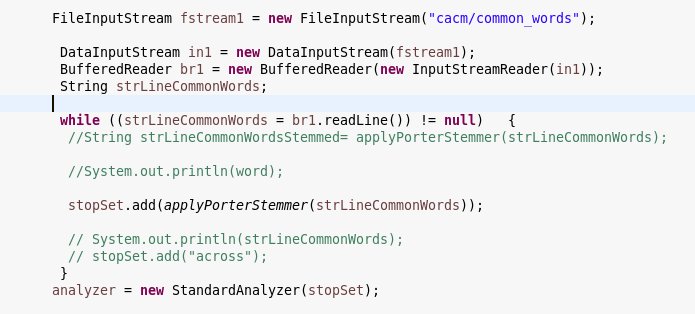 FileInputStream fstream1 = new FileInputStream("cacm/common_words");
DataInputStream in1 = new DataInputStream(fstream1);
BufferedReader br1 = new BufferedReader(new InputStreamReader(in1));
String strLineCommonWords;
while ((strLineCommonWords = br1.readLine()) != null)   {
//String strLineCommonWordsStemmed= applyPorterStemmer(strLineCommonWords);
//System.out.println(word);
stopSet.add(applyPorterStemmer(strLineCommonWords));
// System.out.println(strLineCommonWords);
// stopSet.add("across");
}
analyzer = new StandardAnalyzer(stopSet);